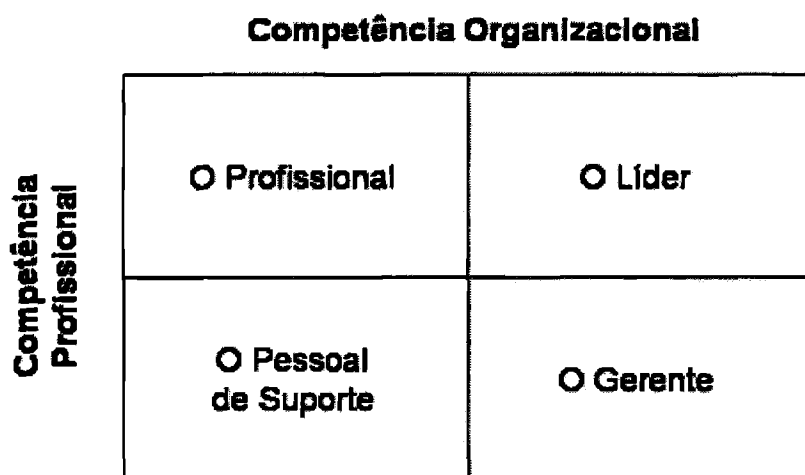 Competência Organizacional
Competência
Profissional
O Profissional
O Líder
O Pessoal
de Suporte
O Gerente